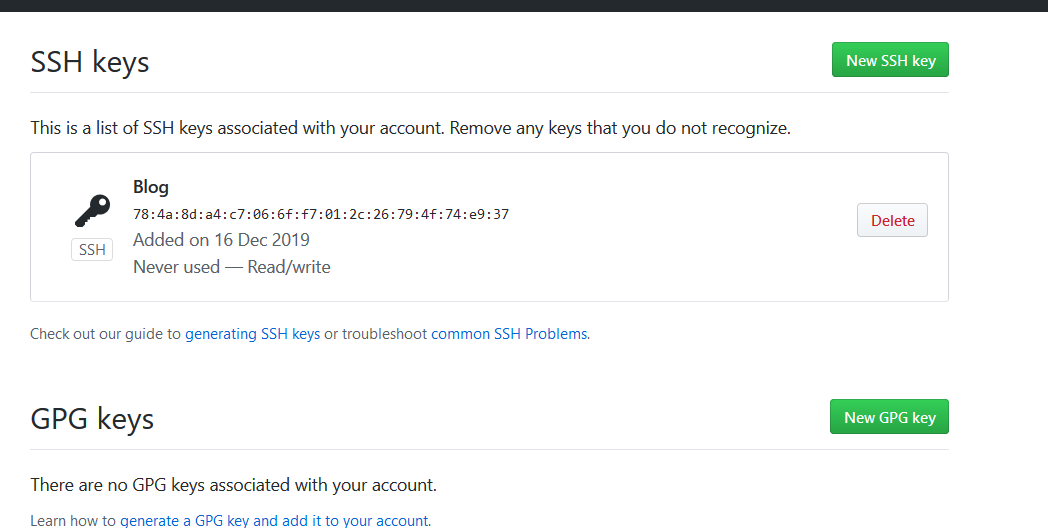 SSH keys
New SSH key
This is a list of SSH keys associated with your account. Remove any keys that you do not recognize.
Blog
78:4a:8d:a4:c7:06:6f:f7:01:2c:26:79:4f:74:e9:37
SSH
Added on 16 Dec 2019
Never used — Read/write
Delete
Check out our guide to generating SSH keys or troubleshoot common SSH Problems.
GPG keys
New GPG key
There are no GPG keys associated with your account.
Learn how to generate a GPG key and add it to your account.